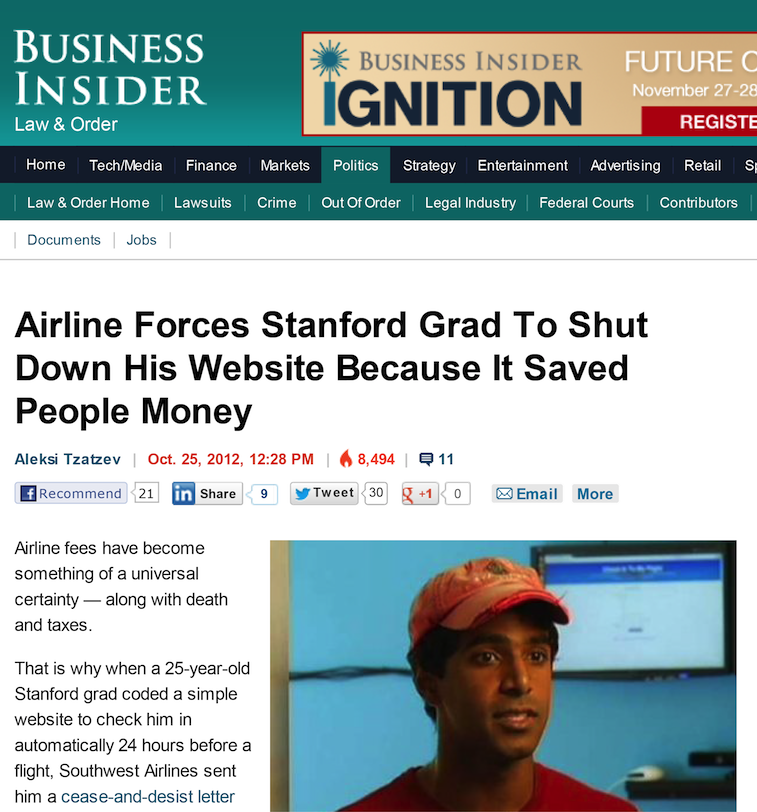 BUSINESS
INSIDER
Law & Order
BUSINESS INSIDER
IGNITION
FUTURE
November 27-28
Home Tech/Media Finance Markets Politics Strategy Entertainment Advertising Retail
Law & Order Home Lawsuits Crime Out Of Order Legal Industry Federal Courts Contributors
Documents Jobs
Airline Forces Stanford Grad To Shut
Down His Website Because It Saved
People Money
Aleksi Tzatzev | Oct. 25, 2012, 12:28 PM | 8,494 | 11
Recommend 21 in Share 9 Tweet 30 g +1 0 Email More
Airline fees have become
something of a universal
certainty — along with death
and taxes.
That is why when a 25-year-old
Stanford grad coded a simple
website to check him in
automatically 24 hours before a
flight, Southwest Airlines sent
him a cease-and-desist letter